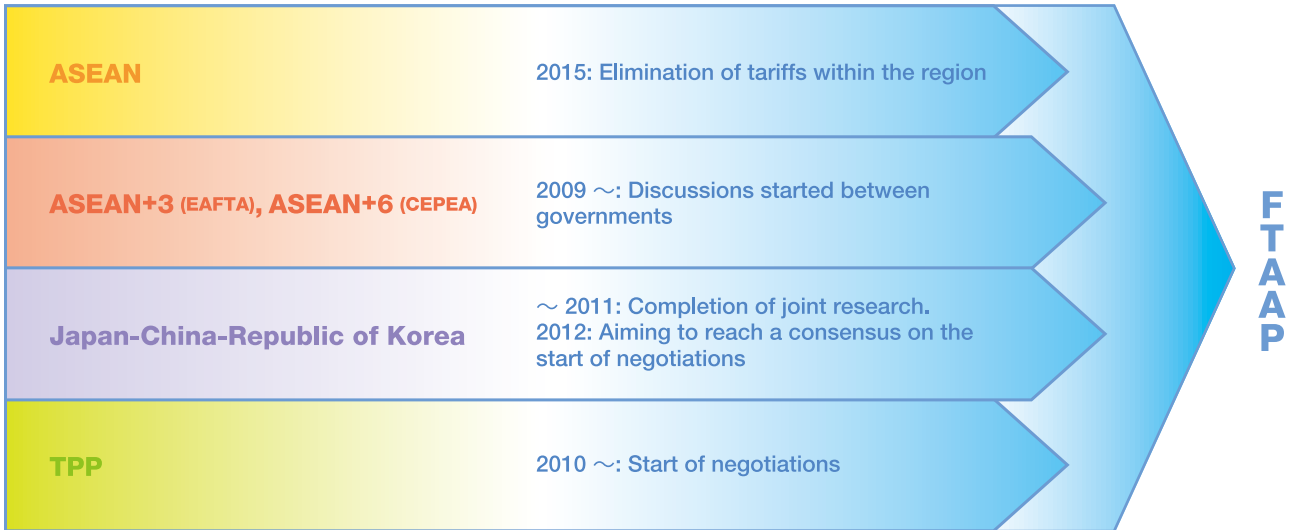 ASEAN
2015: Elimination of tariffs within the region
ASEAN+3 (EAFTA), ASEAN+6 (CEPEA)
2009 ～: Discussions started between
governments
Japan-China-Republic of Korea
～ 2011: Completion of joint research.
2012: Aiming to reach a consensus on the
start of negotiations
TPP
2010 ～: Start of negotiations
FTAAP